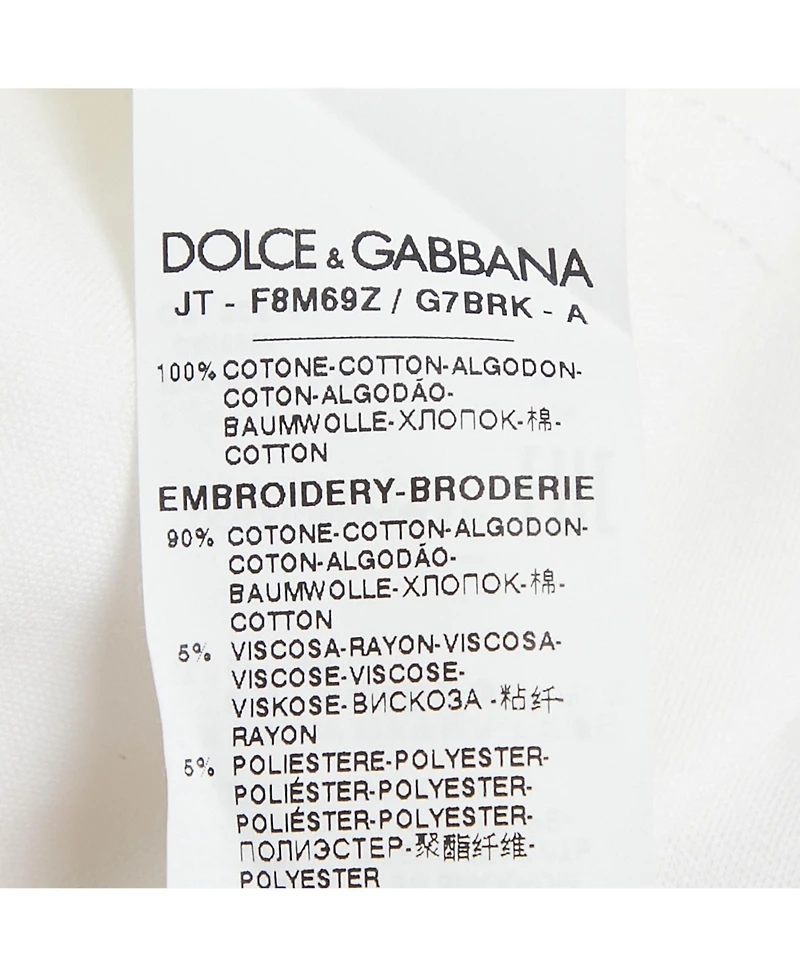 DOLCE & GABBANA
JT - F8M69Z / G7BRK - A
100% COTONE-COTTON-ALGODON-
COTON-ALGODÃO-
BAUMWOLLE-ХЛОПОК-棉-
COTTON
EMBROIDERY-BRODERIE
90% COTONE-COTTON-ALGODON-
COTON-ALGODÃO-
BAUMWOLLE-ХЛОПОК-棉-
COTTON
5% VISCOSA-RAYON-VISCOSA-
VISCOSE-VISCOSE-
VISKOSE-ВИСКОЗА -粘纤-
RAYON
5% POLIESTERE-POLYESTER-
POLIÉSTER-POLYESTER-
POLIÉSTER-POLYESTER-
ПОЛИЭСТЕР-聚酯纤维-
POLYESTER